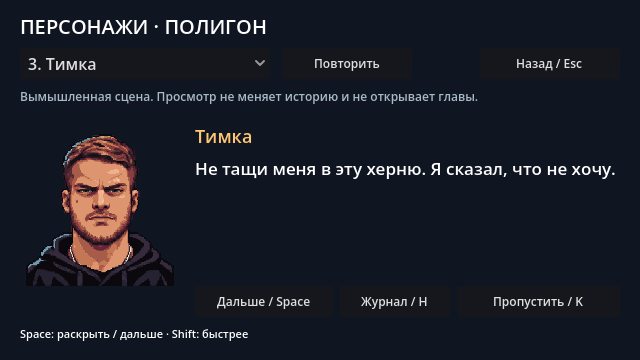 ПЕРСОНАЖИ · ПОЛИГОН
3. Тимка
Повторить
Назад / Esc
Вымышленная сцена. Просмотр не меняет историю и не открывает главы.
Тимка
Не тащи меня в эту херню. Я сказал, что не хочу.
Дальше / Space
Журнал / H
Пропустить / K
Space: раскрыть / дальше · Shift: быстрее